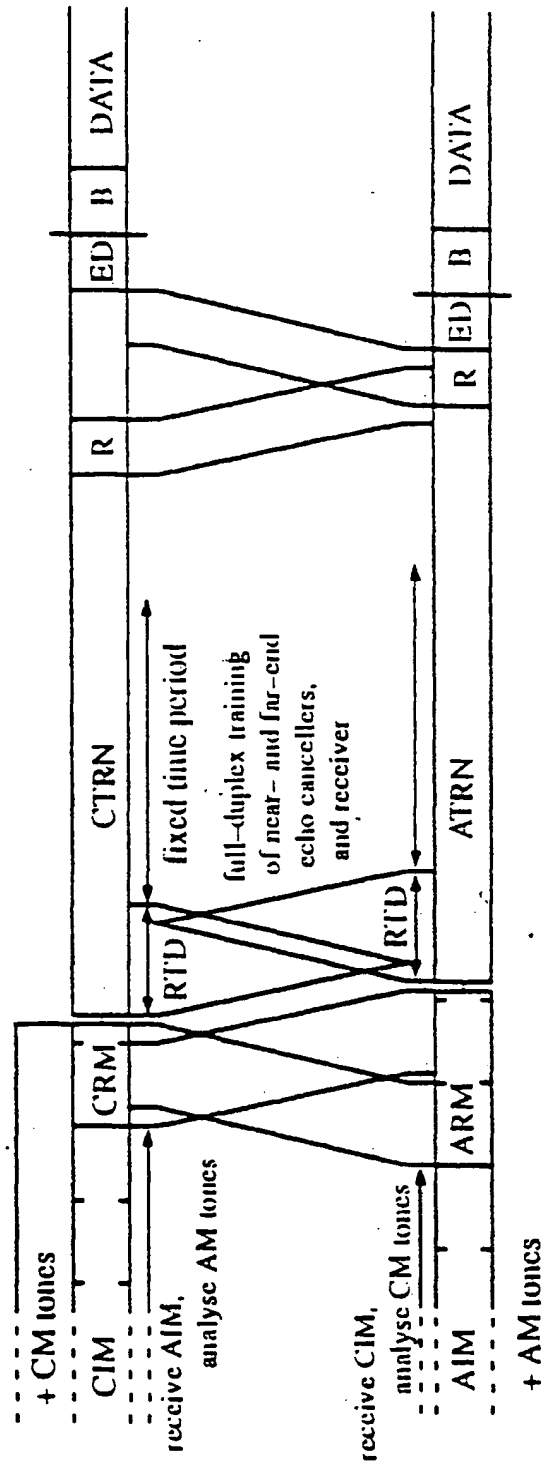 + CM tones
CIM
CRM
CTRN
R
ED
B
DATA
receive AIM,
analyse AM tones
RTD
fixed time period
full-duplex training
of near- and far-end
echo cancellers,
and receiver
receive CIM,
analyse CM tones
RTD
AIM
ARM
ATRN
R
ED
B
DATA
+ AM tones